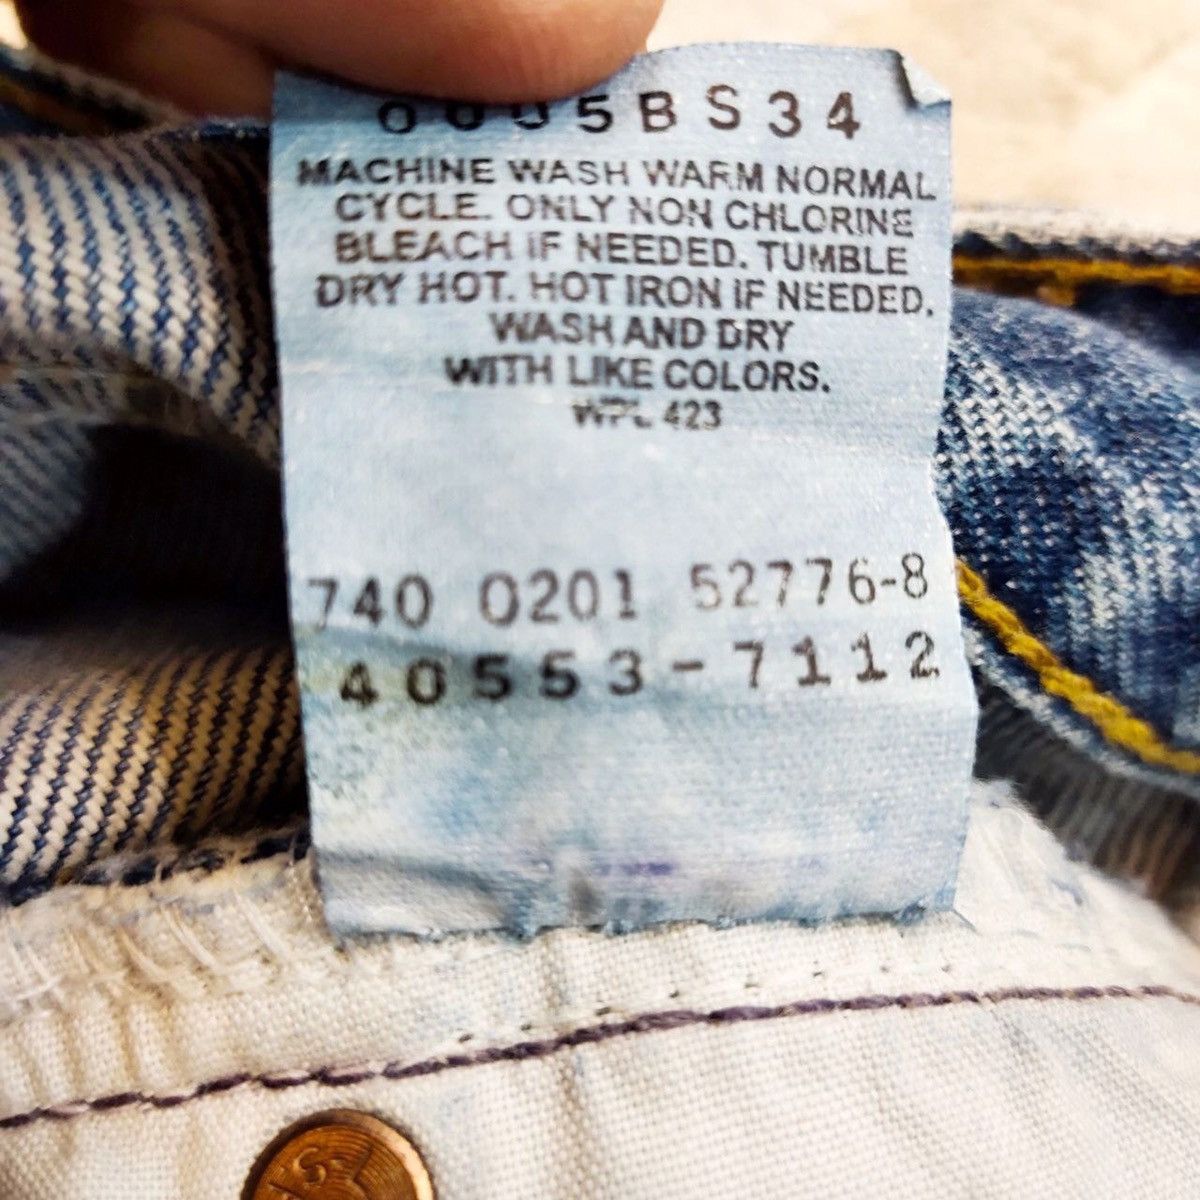 0005BS34
MACHINE WASH WARM NORMAL
CYCLE. ONLY NON CHLORINE
BLEACH IF NEEDED. TUMBLE
DRY HOT. HOT IRON IF NEEDED.
WASH AND DRY
WITH LIKE COLORS.
WPL 423
740 0201 52776-8
40553-7112